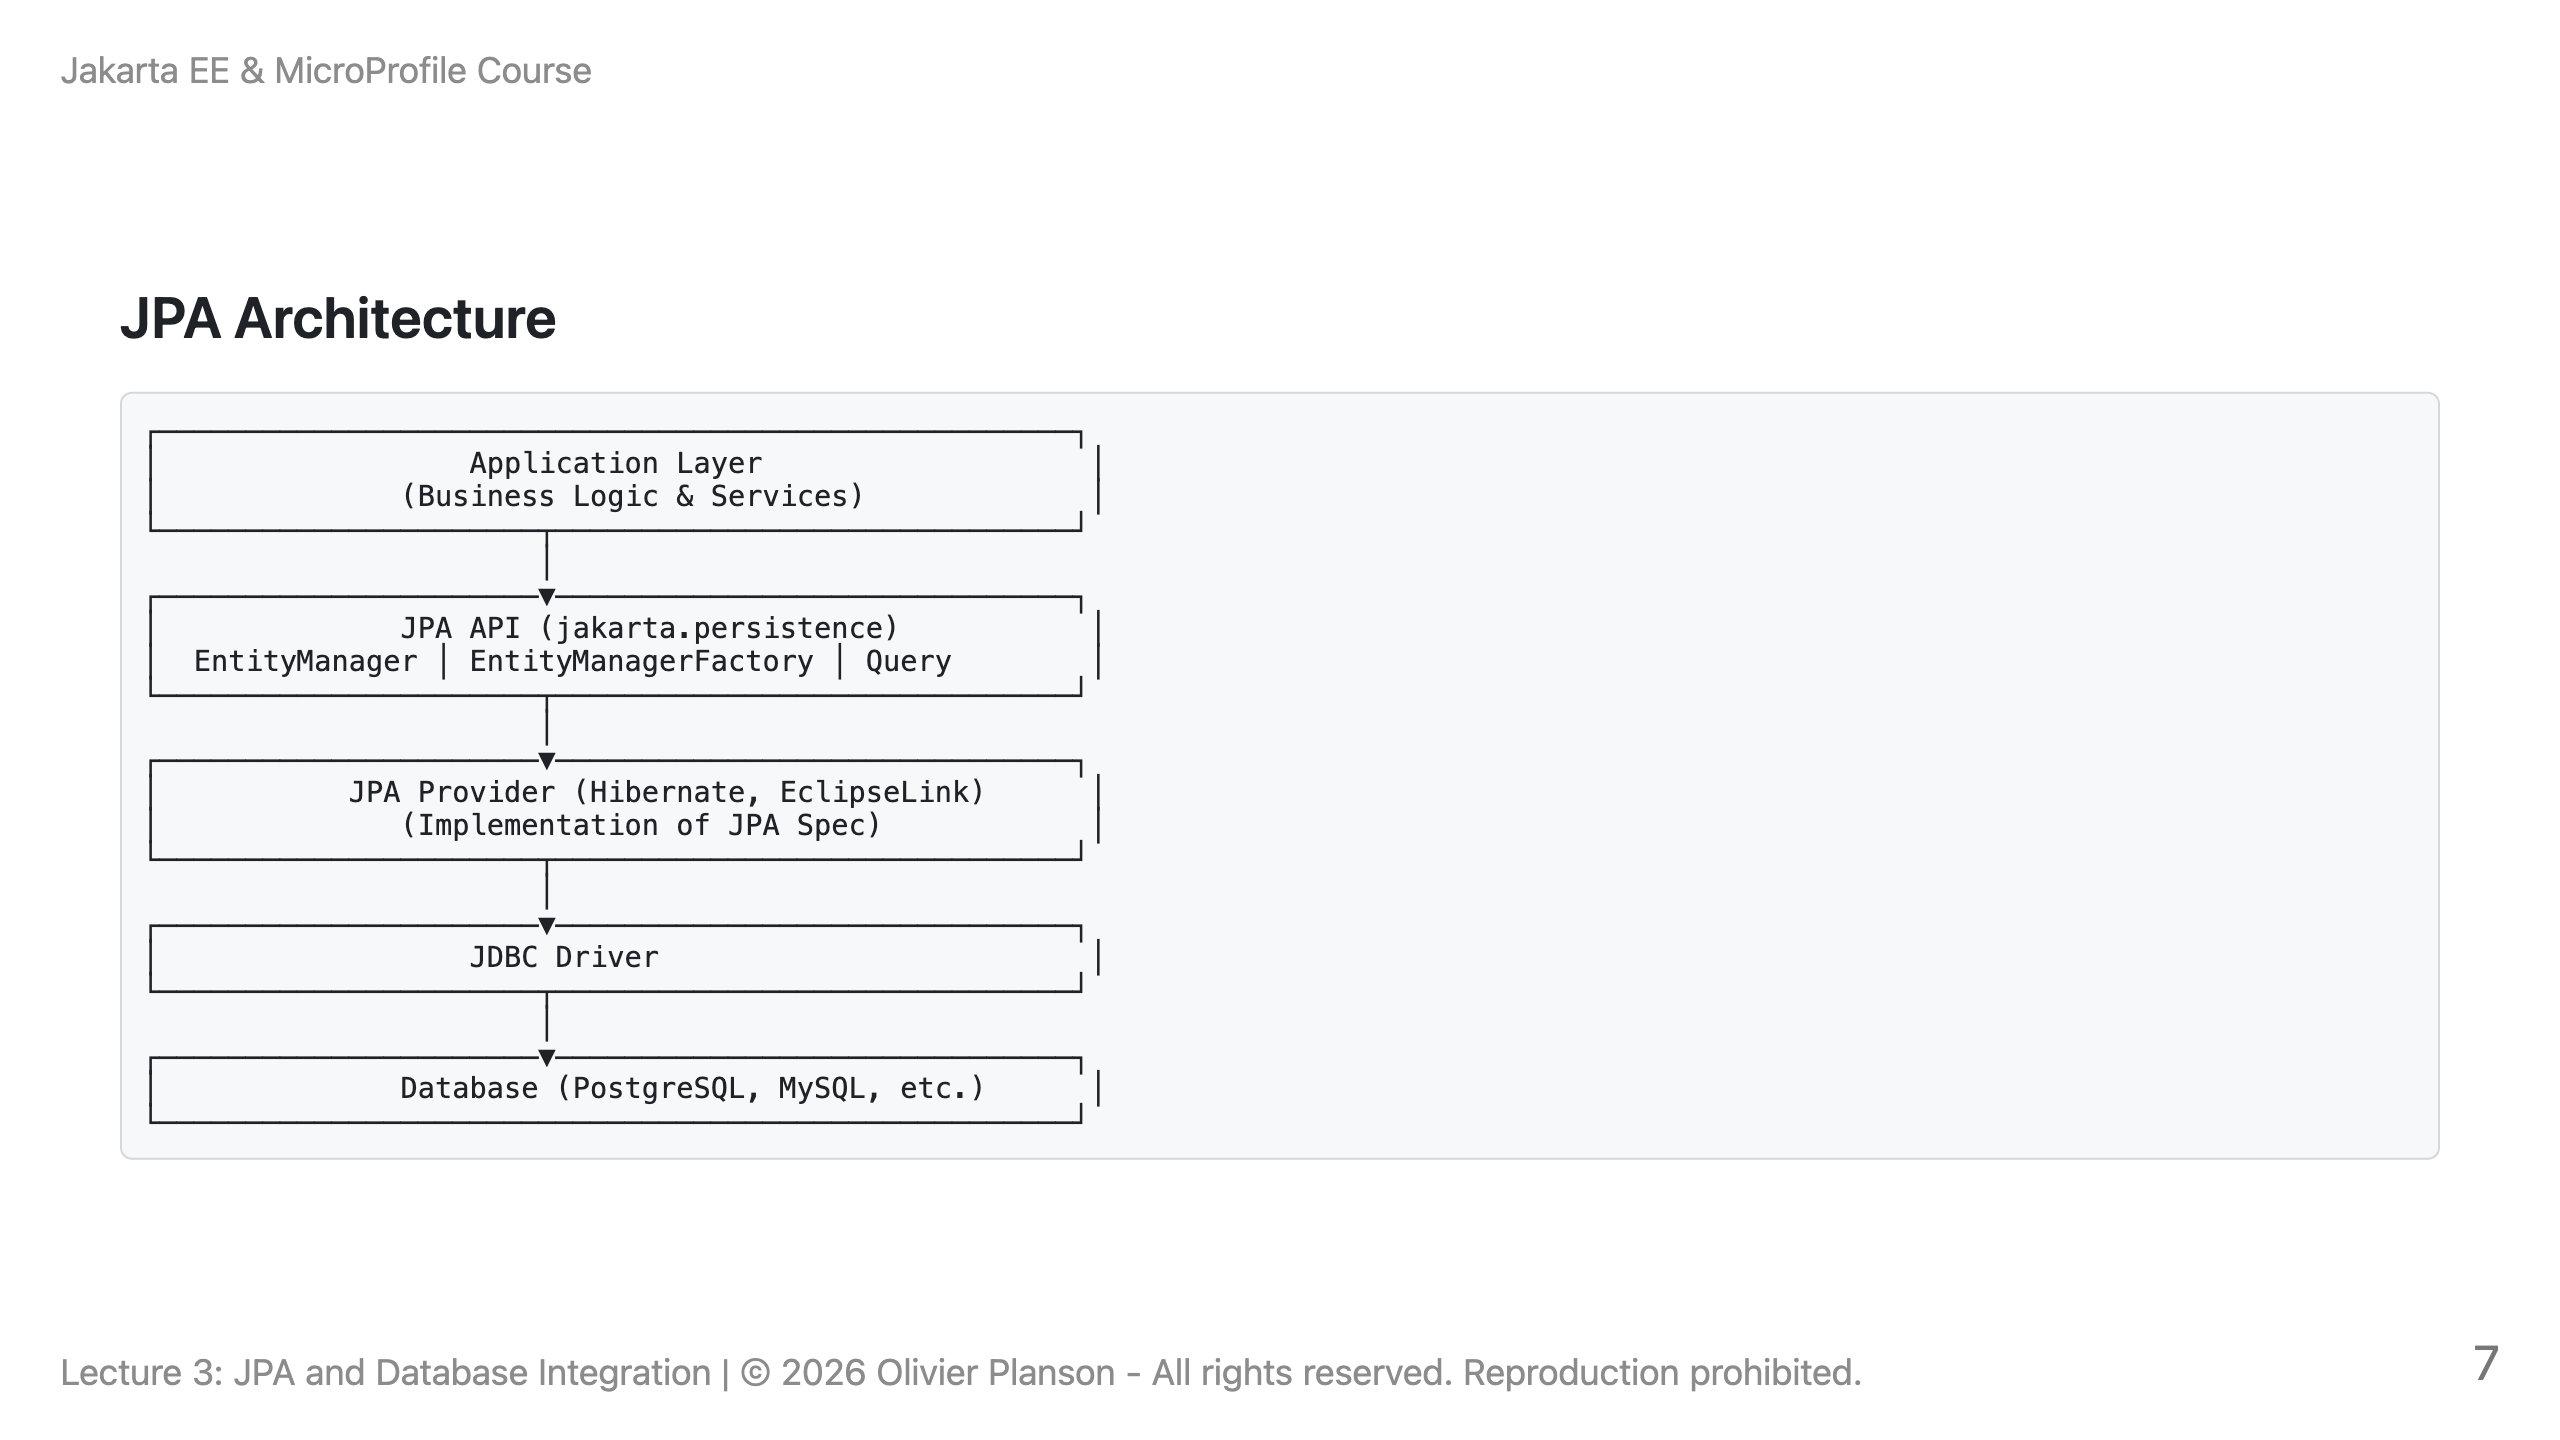 Jakarta EE & MicroProfile Course
JPA Architecture
Application Layer
(Business Logic & Services)
JPA API (jakarta.persistence)
EntityManager │ EntityManagerFactory │ Query
JPA Provider (Hibernate, EclipseLink)
(Implementation of JPA Spec)
JDBC Driver
Database (PostgreSQL, MySQL, etc.)
Lecture 3: JPA and Database Integration | © 2026 Olivier Planson - All rights reserved. Reproduction prohibited.
7